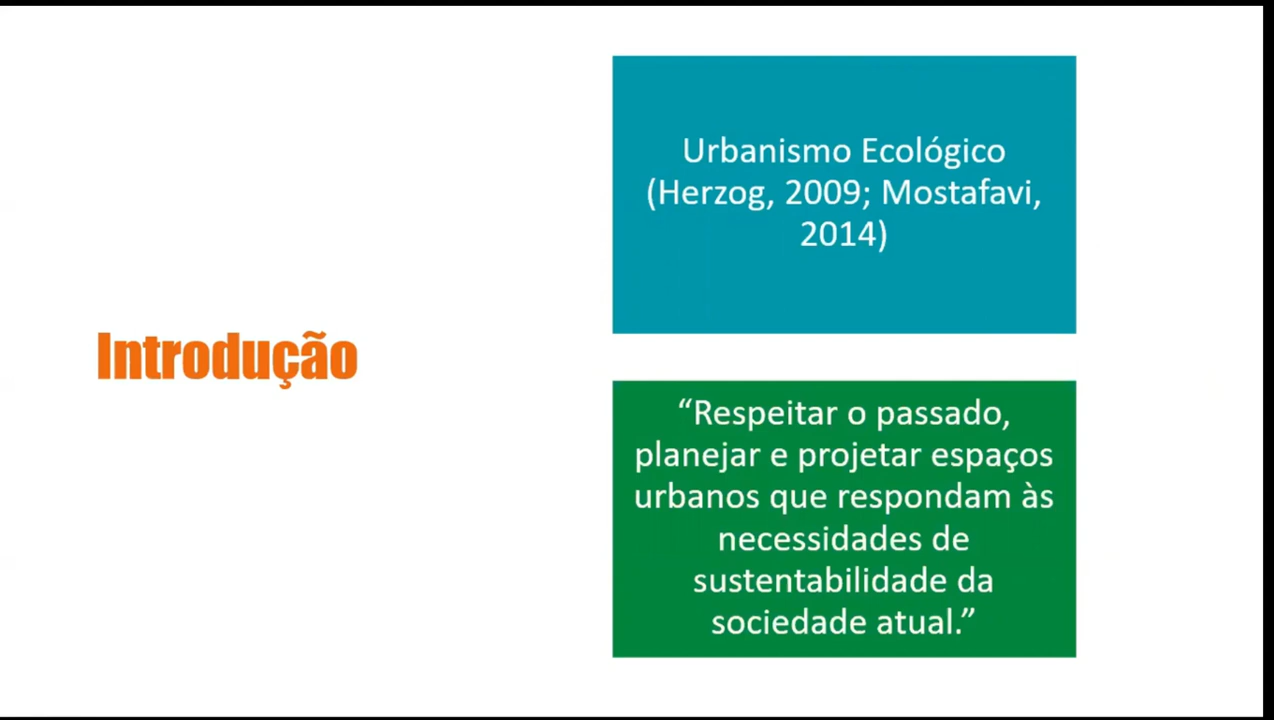 Introdução
Urbanismo Ecológico
(Herzog, 2009; Mostafavi,
2014)
“Respeitar o passado,
planejar e projetar espaços
urbanos que respondam às
necessidades de
sustentabilidade da
sociedade atual.”